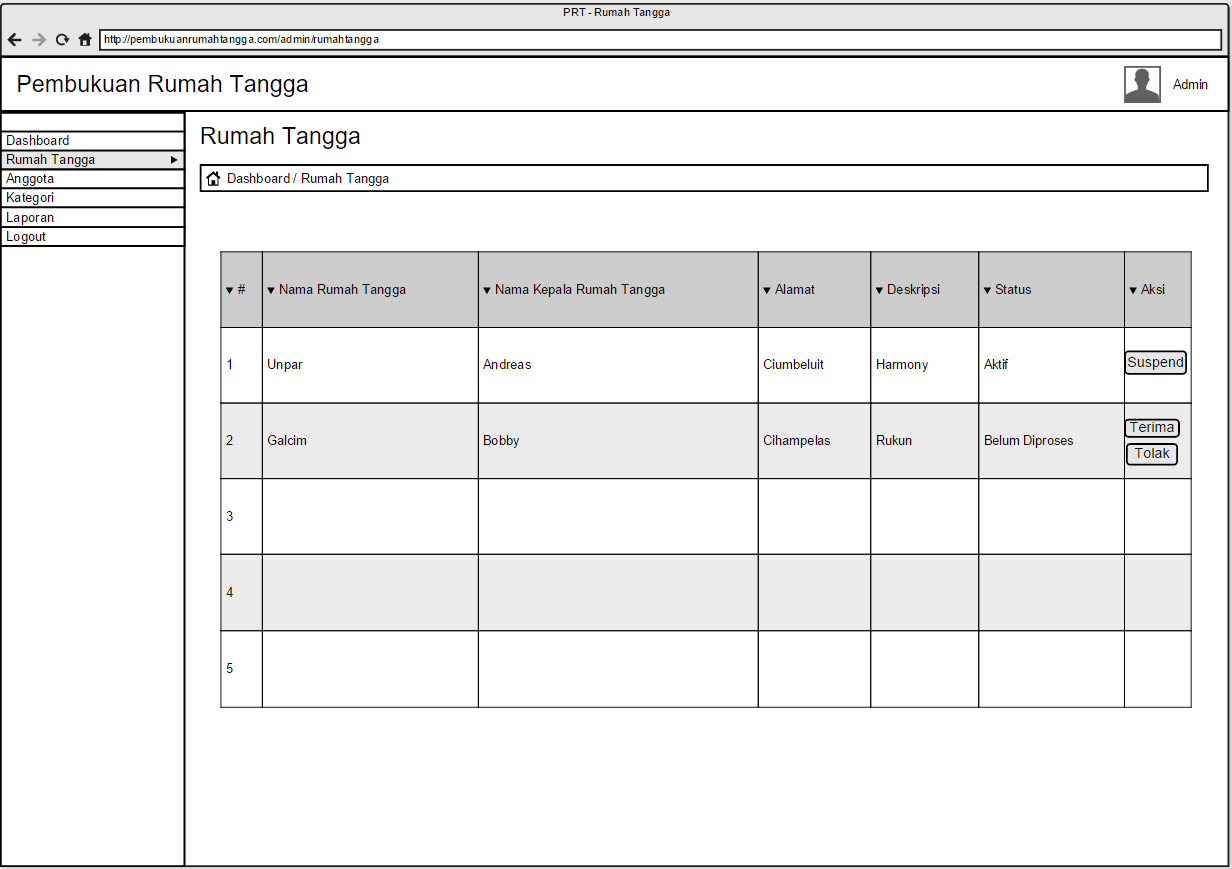 PRT - Rumah Tangga
http://pembukuanrumahtangga.com/admin/rumahtangga
Pembukuan Rumah Tangga
Admin
Dashboard
Rumah Tangga
Anggota
Kategori
Laporan
Logout
Rumah Tangga
Dashboard / Rumah Tangga
# Nama Rumah Tangga Nama Kepala Rumah Tangga Alamat Deskripsi Status Aksi
1 Unpar Andreas Ciumbeluit Harmony Aktif Suspend
2 Galcim Bobby Cihampelas Rukun Belum Diproses Terima
Tolak
3
4
5